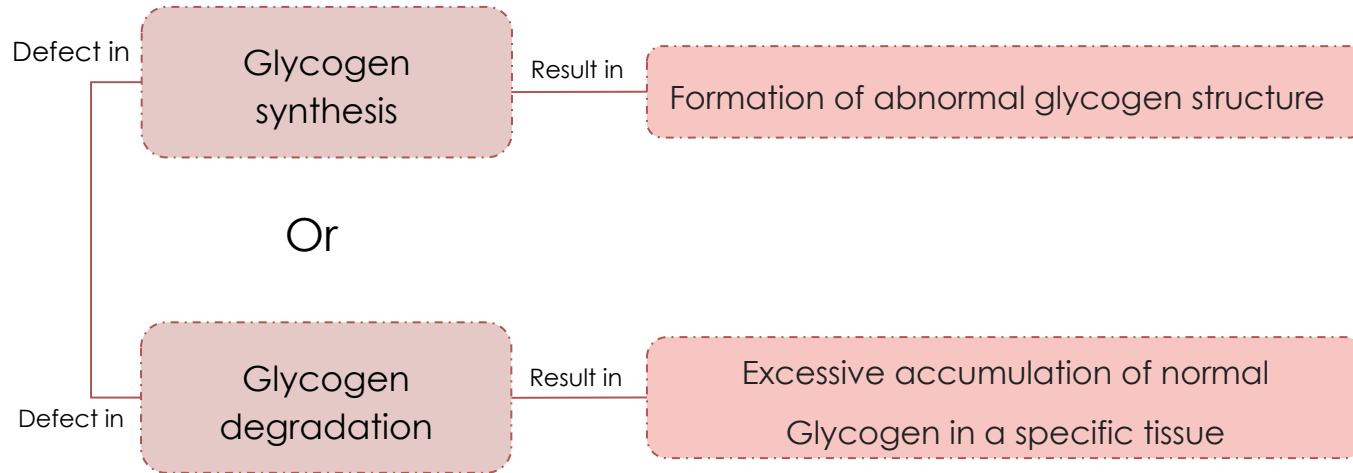 Defect in
Glycogen
synthesis
Result in
Formation of abnormal glycogen structure
Or
Defect in
Glycogen
degradation
Result in
Excessive accumulation of normal
Glycogen in a specific tissue